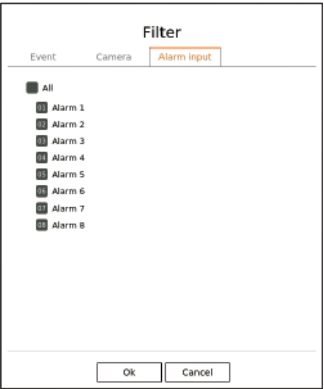 Filter
Event Camera Alarm input
All
01 Alarm 1
02 Alarm 2
03 Alarm 3
04 Alarm 4
05 Alarm 5
06 Alarm 6
07 Alarm 7
08 Alarm 8
Ok Cancel